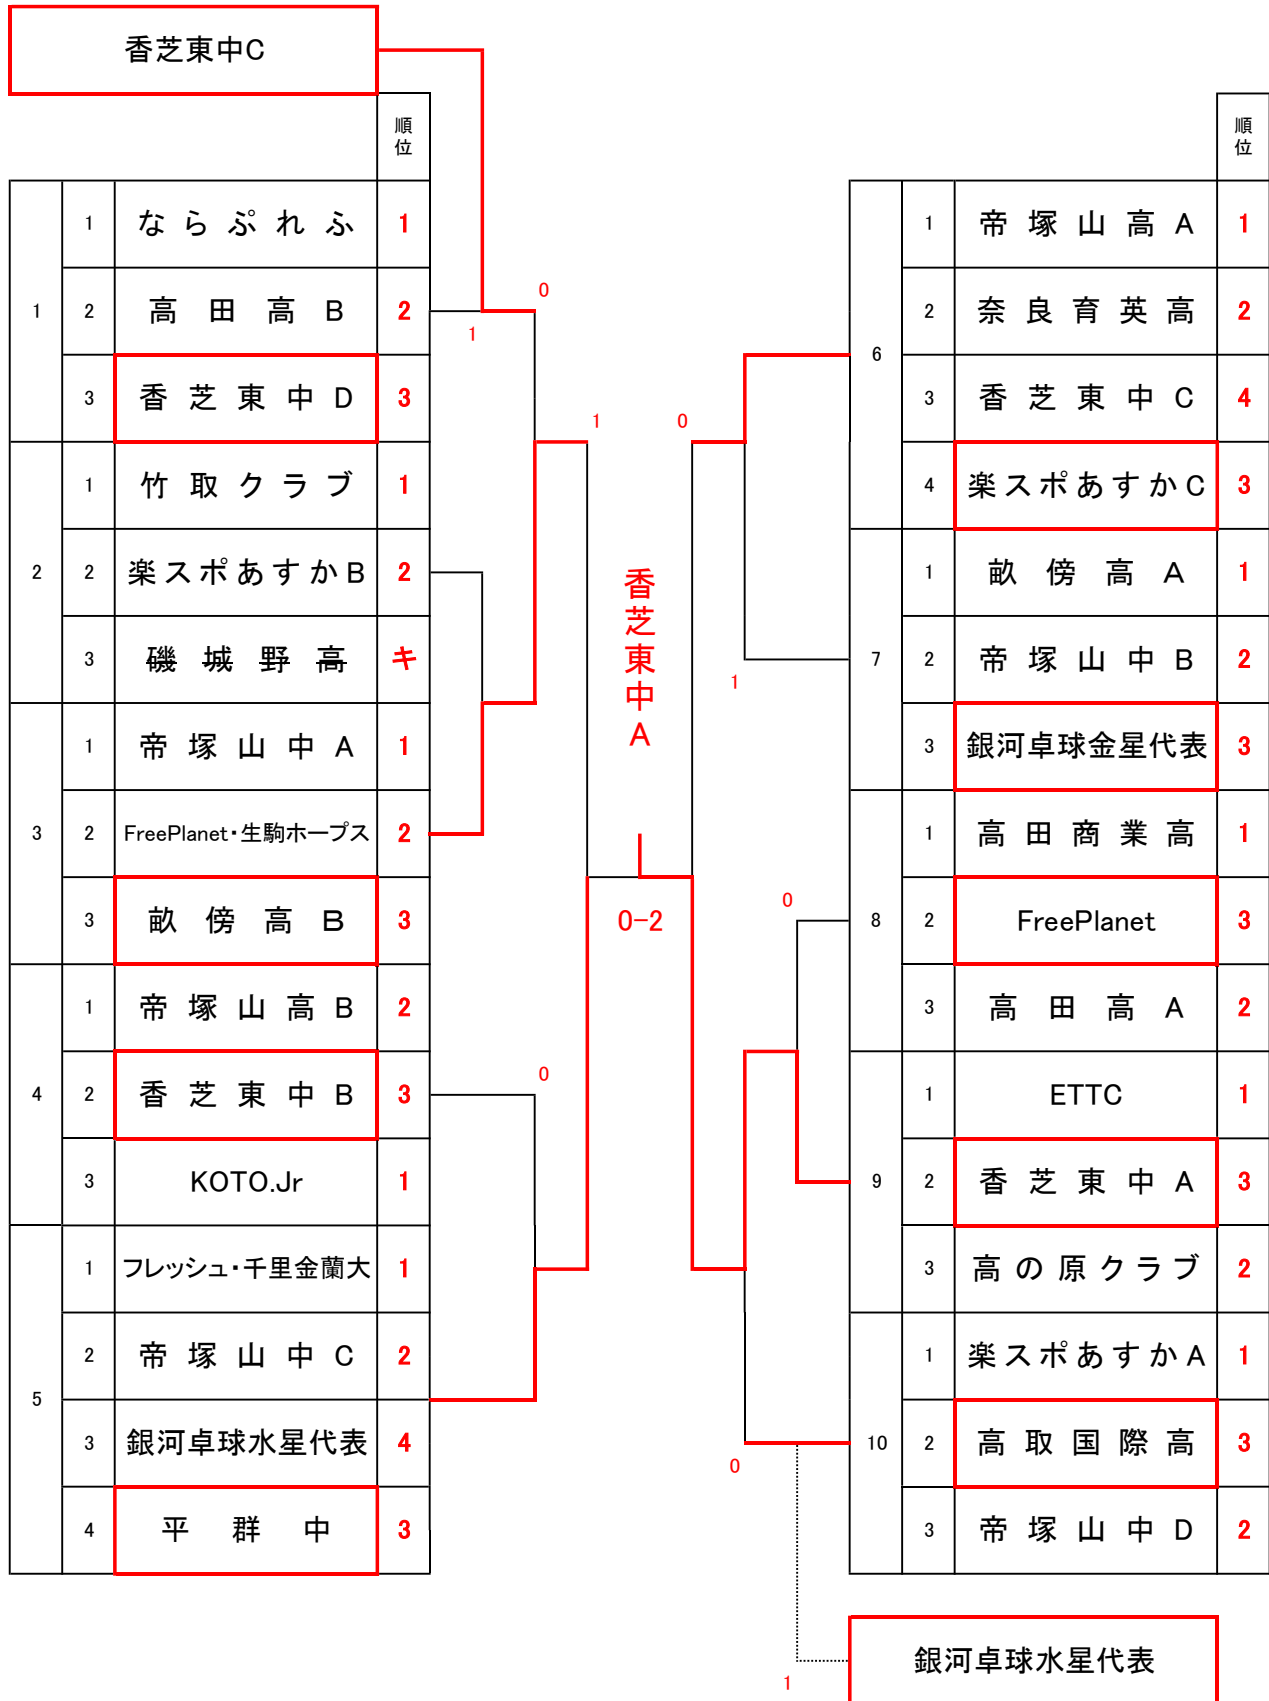 香芝東中C
順位
1
1 ならぷれふ 1
2 高田高B 2
3 香芝東中D 3
2
1 竹取クラブ 1
2 楽スポあすかB 2
3 磯城野高 キ
3
1 帝塚山中A 1
2 FreePlanet・生駒ホープス 2
3 畝傍高B 3
4
1 帝塚山高B 2
2 香芝東中B 3
3 KOTO.Jr 1
5
1 フレッシュ・千里金蘭大 1
2 帝塚山中C 2
3 銀河卓球水星代表 4
4 平群中 3
0
1
1
0
香芝東中A
0-2
0
1
0
0
1
順位
6
1 帝塚山高A 1
2 奈良育英高 2
3 香芝東中C 4
4 楽スポあすかC 3
7
1 畝傍高A 1
2 帝塚山中B 2
3 銀河卓球金星代表 3
8
1 高田商業高 1
2 FreePlanet 3
3 高田高A 2
9
1 ETTC 1
2 香芝東中A 3
3 高の原クラブ 2
10
1 楽スポあすかA 1
2 高取国際高 3
3 帝塚山中D 2
銀河卓球水星代表